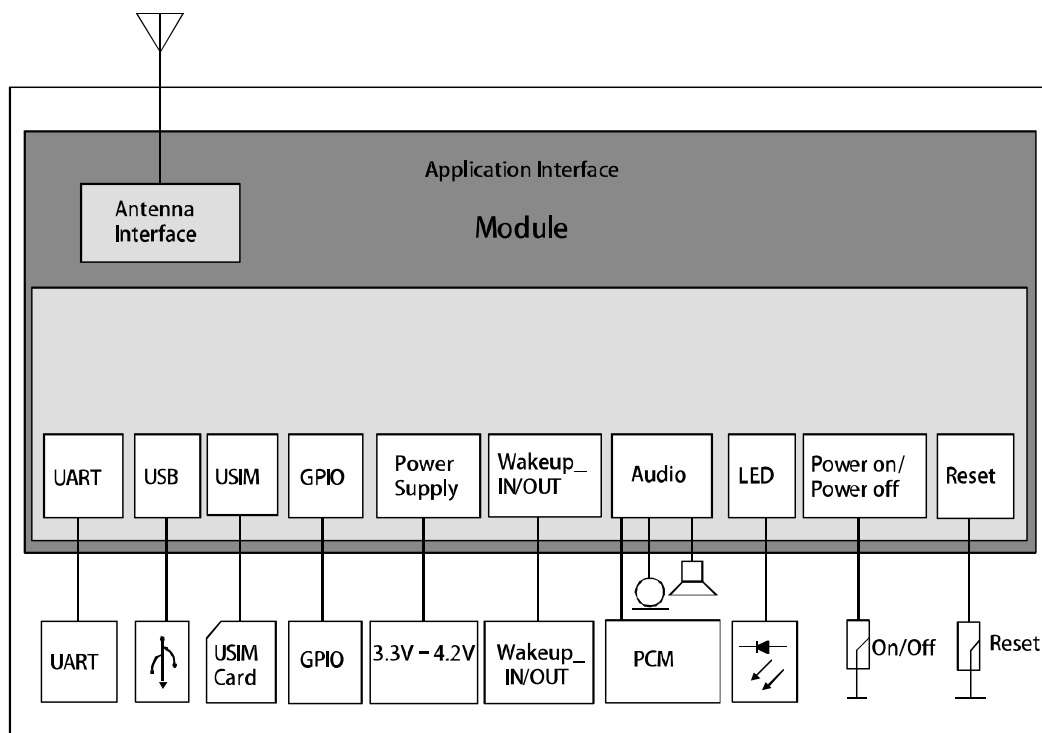 Application Interface
Antenna
Interface
Module
UART
USB
USIM
GPIO
Power
Supply
Wakeup_
IN/OUT
Audio
LED
Power on/
Power off
Reset
UART
USIM
Card
GPIO
3.3V – 4.2V
Wakeup_
IN/OUT
PCM
On/Off
Reset